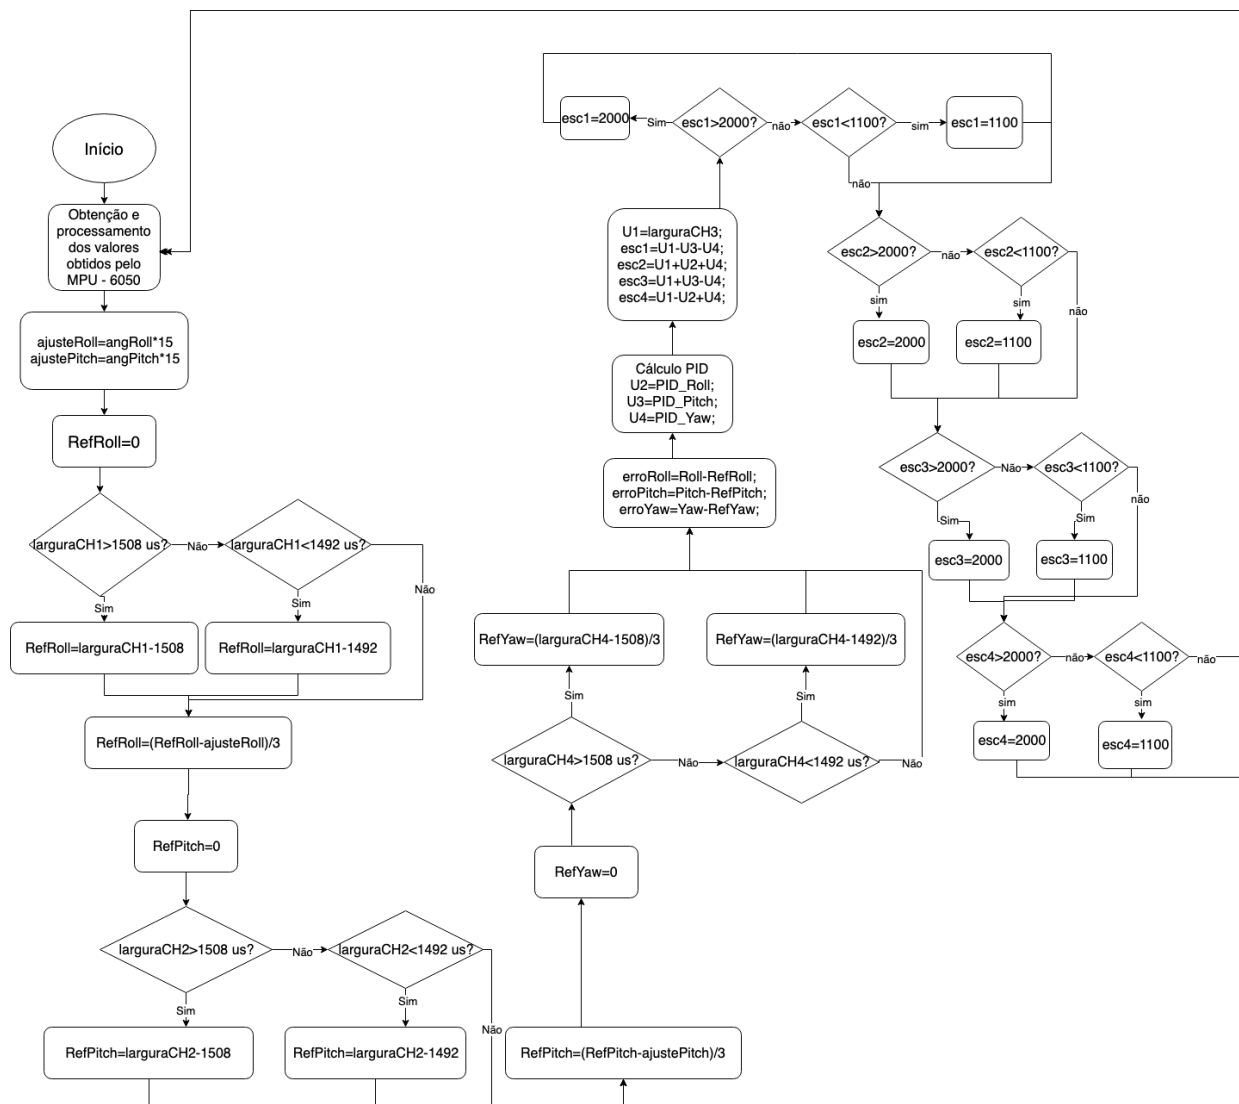 Início
Obtenção e
processamento
dos valores
obtidos pelo
MPU - 6050
ajusteRoll=angRoll*15
ajustePitch=angPitch*15
RefRoll=0
larguraCH1>1508 us?
Não
larguraCH1<1492 us?
Não
Sim
Sim
RefRoll=larguraCH1-1508
RefRoll=larguraCH1-1492
RefRoll=(RefRoll-ajusteRoll)/3
RefPitch=0
larguraCH2>1508 us?
Não
larguraCH2<1492 us?
Sim
Sim
Não
RefPitch=larguraCH2-1508
RefPitch=larguraCH2-1492
RefPitch=(RefPitch-ajustePitch)/3
RefYaw=0
larguraCH4>1508 us?
Não
larguraCH4<1492 us?
Não
Sim
Sim
RefYaw=(larguraCH4-1508)/3
RefYaw=(larguraCH4-1492)/3
erroRoll=Roll-RefRoll;
erroPitch=Pitch-RefPitch;
erroYaw=Yaw-RefYaw;
Cálculo PID
U2=PID_Roll;
U3=PID_Pitch;
U4=PID_Yaw;
U1=larguraCH3;
esc1=U1-U3-U4;
esc2=U1+U2+U4;
esc3=U1+U3-U4;
esc4=U1-U2+U4;
esc1=2000
Sim
esc1>2000?
não
esc1<1100?
sim
esc1=1100
não
esc2>2000?
não
esc2<1100?
sim
sim
não
esc2=2000
esc2=1100
esc3>2000?
Não
esc3<1100?
não
Sim
Sim
esc3=2000
esc3=1100
esc4>2000?
não
esc4<1100?
não
sim
sim
esc4=2000
esc4=1100